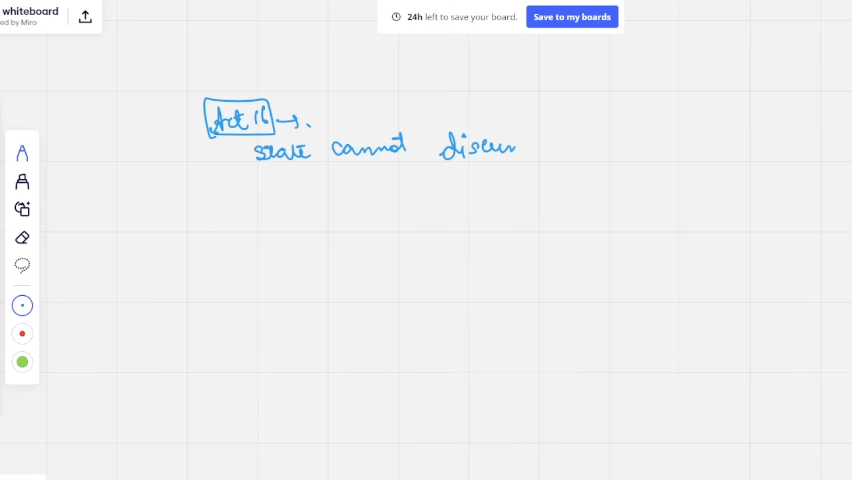 whiteboard
ed by Miro
24h left to save your board.
Save to my boards
Art 16 →
state cannot